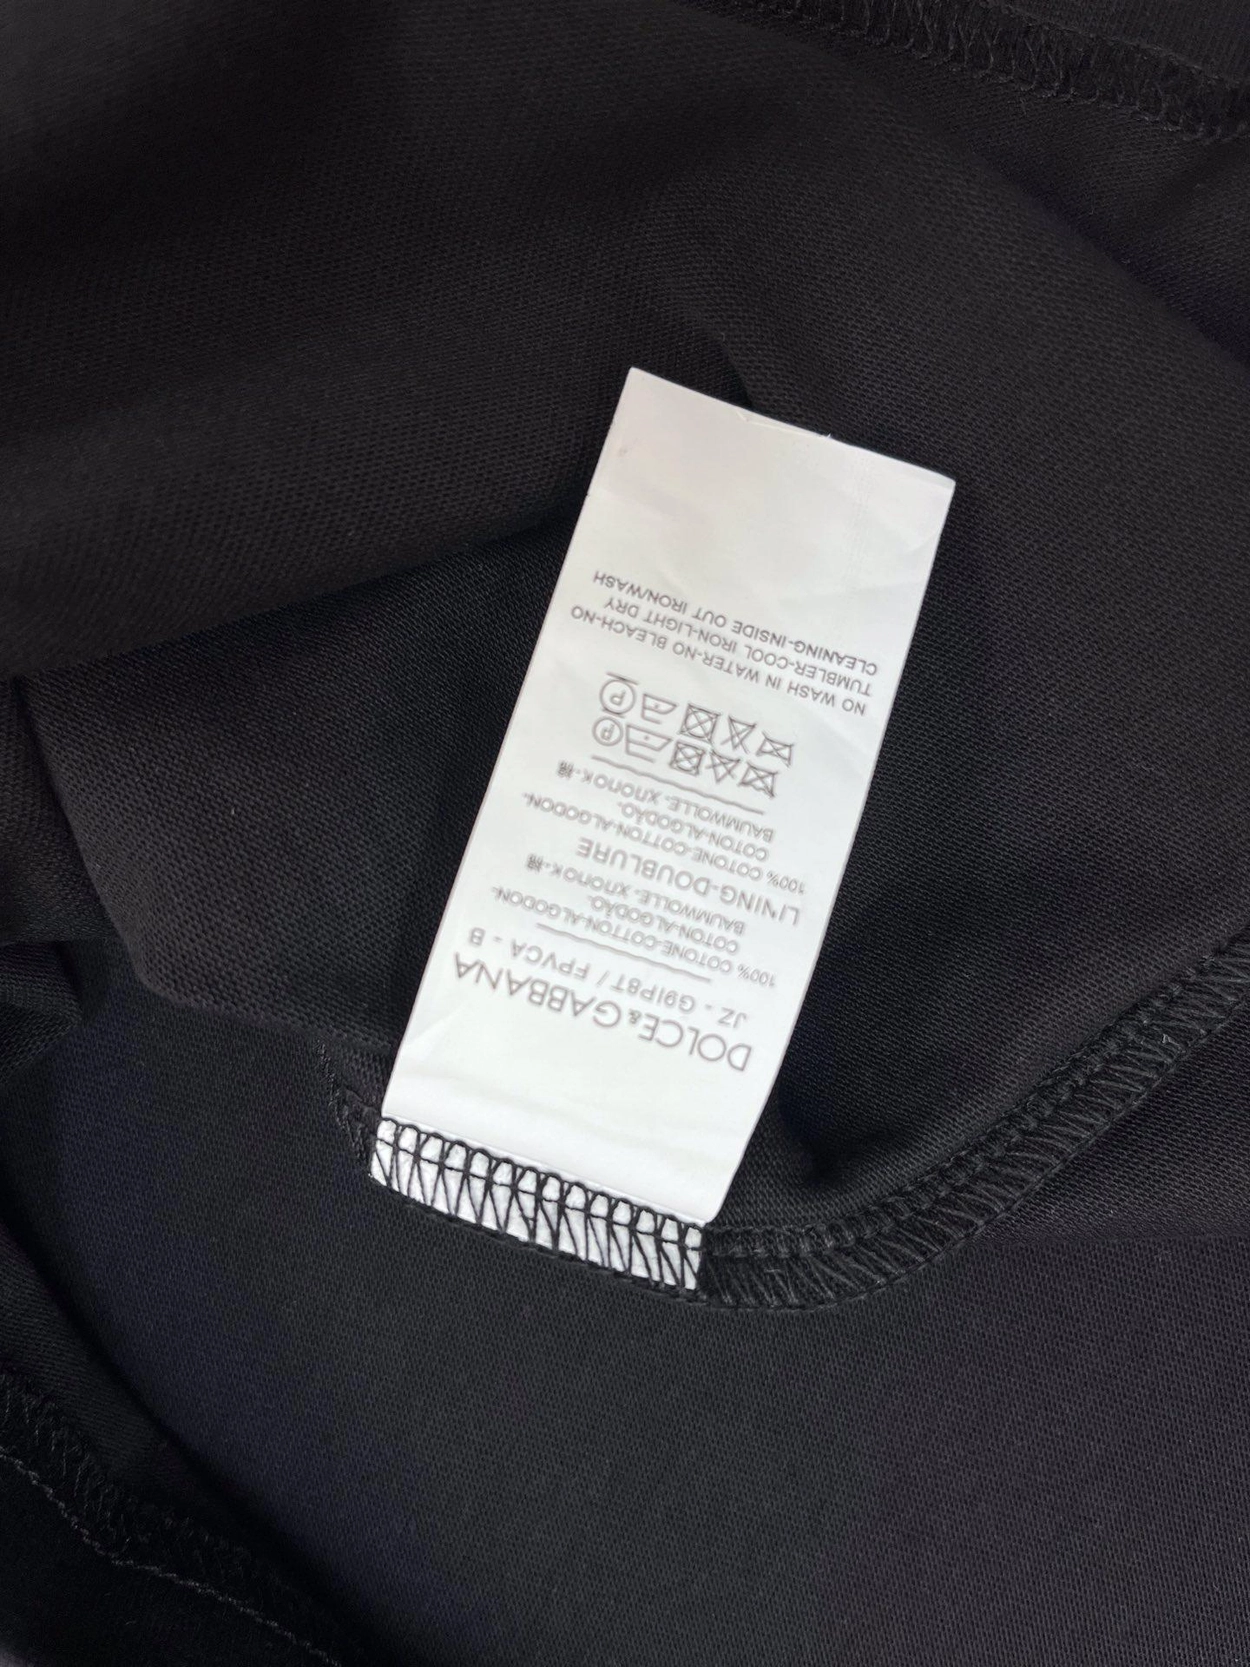 DOLCE&GABBANA
JZ - G9IP8T / FPVCA - B
100% COTONE-COTTON-ALGODON-
COTON-ALGODÃO.
BAUMWOLLE. ХЛОПОК-棉
LI'NING-DOUBLURE
100% COTONE-COTTON-ALGODON-
COTON-ALGODÃO.
BAUMWOLLE. ХЛОПОК-棉
P
P
NO WASH IN WATER-NO BLEACH-NO
TUMBLER-COOL IRON-LIGHT DRY
CLEANING-INSIDE OUT IRON/WASH